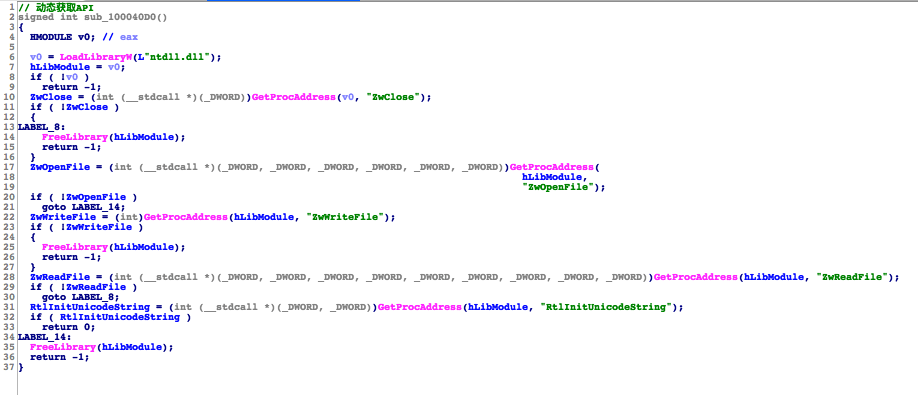 1 // 动态获取API
2 signed int sub_100040D0()
3 {
4 HMODULE v0; // eax
5
6 v0 = LoadLibraryW(L"ntdll.dll");
7 hLibModule = v0;
8 if ( !v0 )
9 return -1;
10 ZwClose = (int (__stdcall *)(_DWORD))GetProcAddress(v0, "ZwClose");
11 if ( !ZwClose )
12 {
13 LABEL_8:
14 FreeLibrary(hLibModule);
15 return -1;
16 }
17 ZwOpenFile = (int (__stdcall *)(_DWORD, _DWORD, _DWORD, _DWORD, _DWORD, _DWORD))GetProcAddress(
18 hLibModule,
19 "ZwOpenFile");
20 if ( !ZwOpenFile )
21 goto LABEL_14;
22 ZwWriteFile = (int)GetProcAddress(hLibModule, "ZwWriteFile");
23 if ( !ZwWriteFile )
24 {
25 FreeLibrary(hLibModule);
26 return -1;
27 }
28 ZwReadFile = (int (__stdcall *)(_DWORD, _DWORD, _DWORD, _DWORD, _DWORD, _DWORD, _DWORD, _DWORD, _DWORD))GetProcAddress(hLibModule, "ZwReadFile");
29 if ( !ZwReadFile )
30 goto LABEL_8;
31 RtlInitUnicodeString = (int (__stdcall *)(_DWORD, _DWORD))GetProcAddress(hLibModule, "RtlInitUnicodeString");
32 if ( RtlInitUnicodeString )
33 return 0;
34 LABEL_14:
35 FreeLibrary(hLibModule);
36 return -1;
37 }